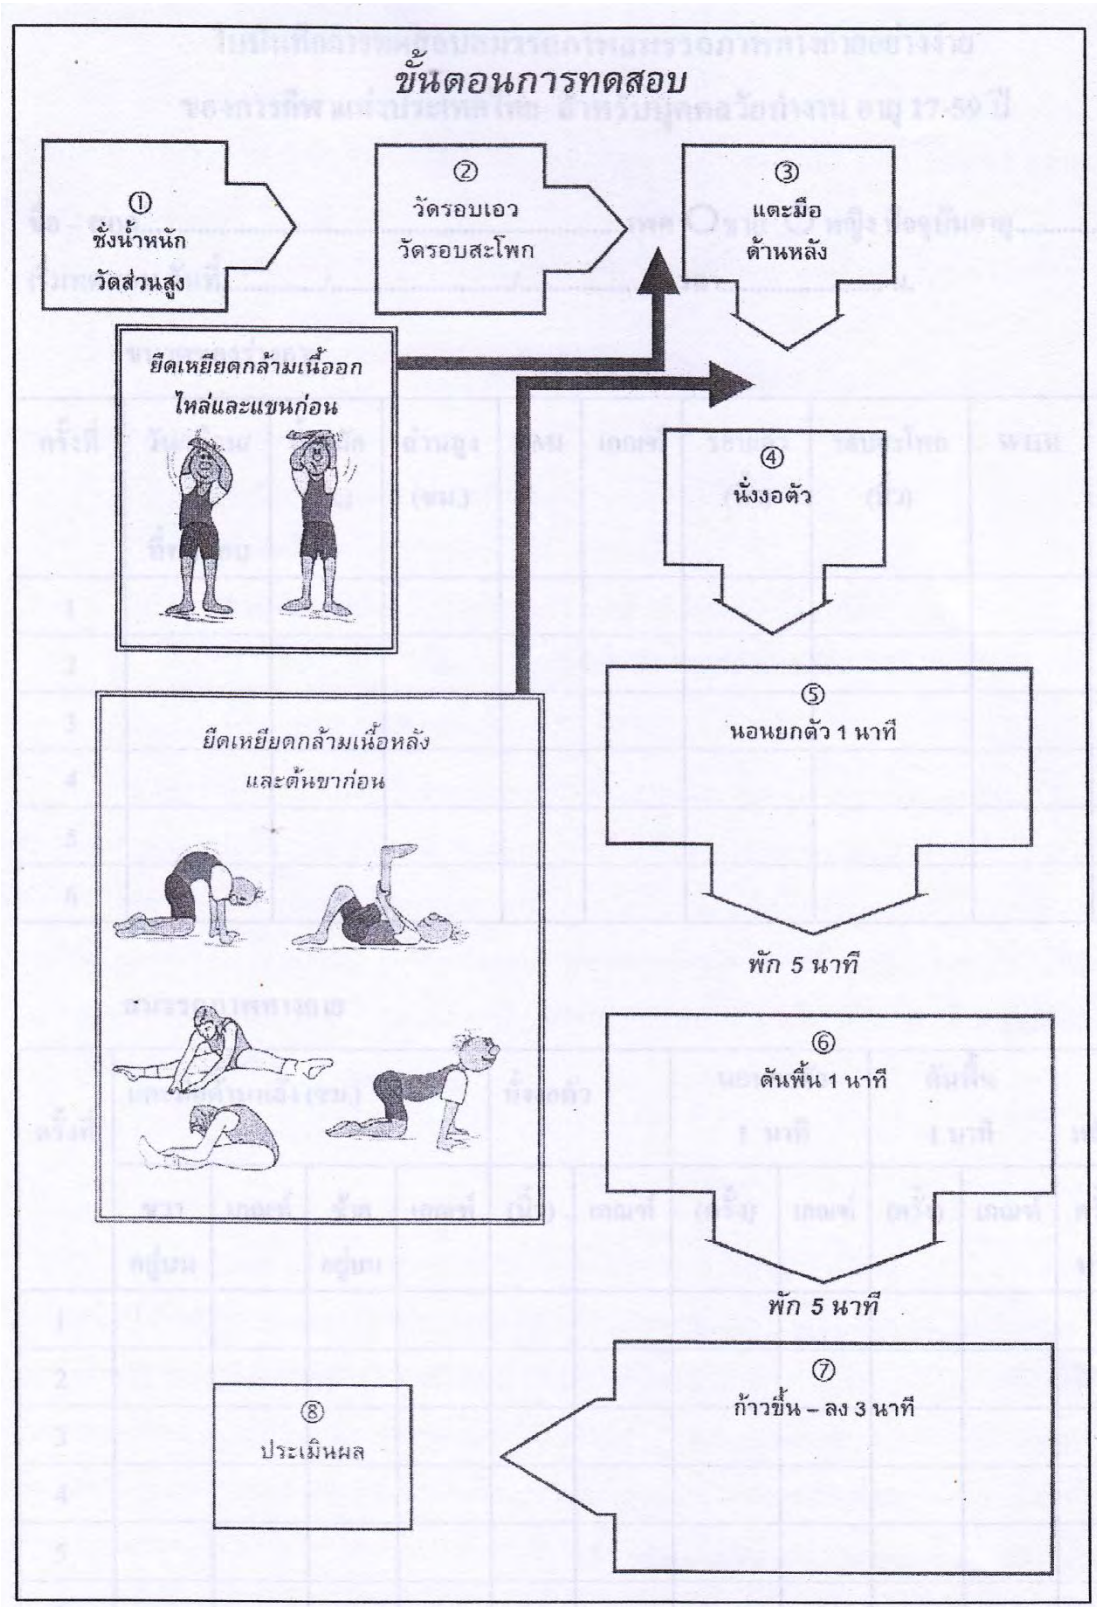 ขั้นตอนการทดสอบ
①
ชั่งน้ำหนัก
วัดส่วนสูง
②
วัดรอบเอว
วัดรอบสะโพก
③
แตะมือ
ด้านหลัง
ยืดเหยียดกล้ามเนื้ออก
ไหล่และแขนก่อน
④
นั่งงอตัว
ยืดเหยียดกล้ามเนื้อหลัง
และต้นขาก่อน
⑤
นอนยกตัว 1 นาที
พัก 5 นาที
⑥
ดันพื้น 1 นาที
พัก 5 นาที
⑦
ก้าวขึ้น – ลง 3 นาที
⑧
ประเมินผล